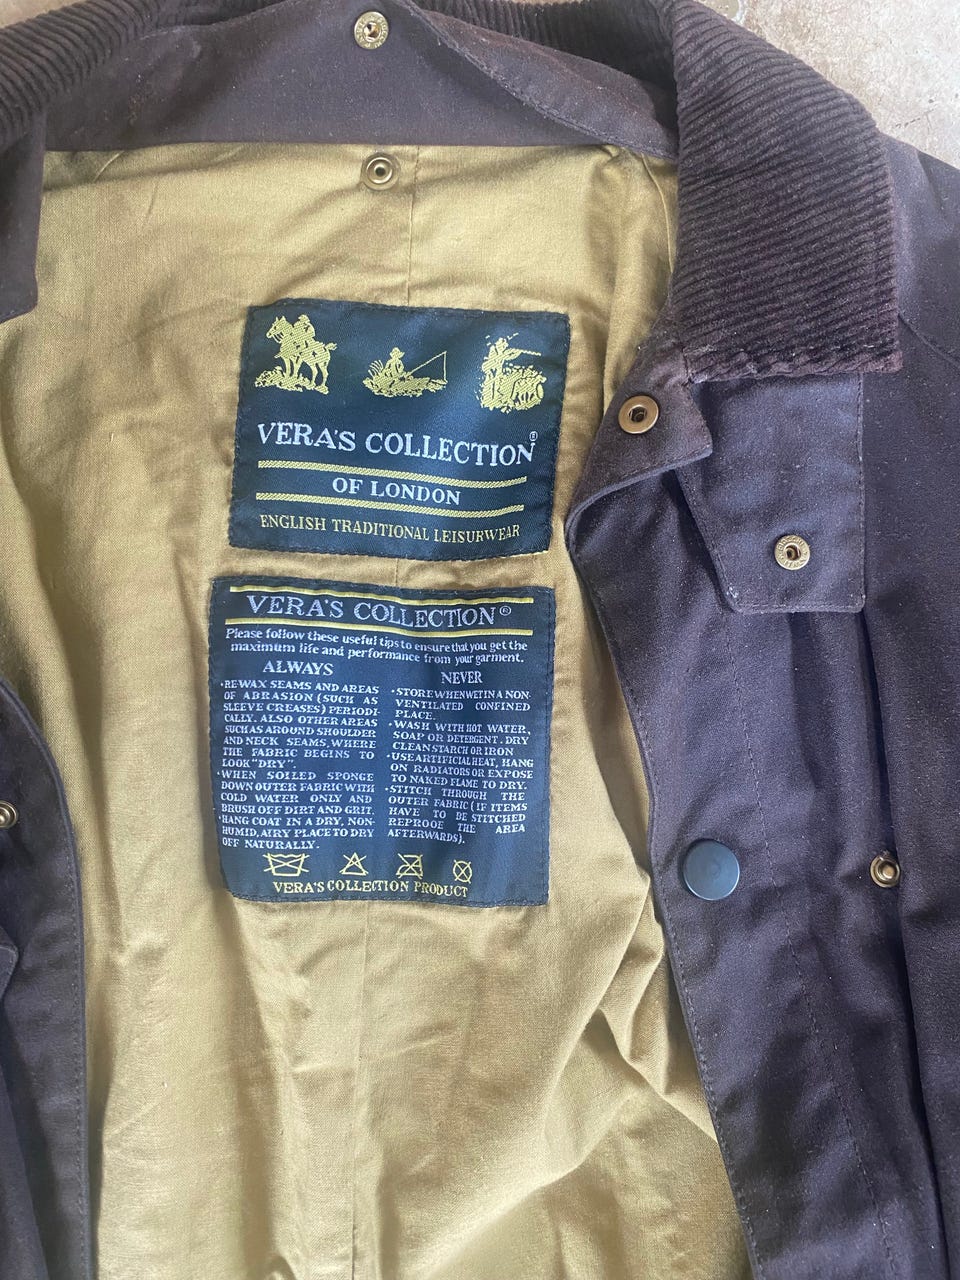 VERA'S COLLECTION®
OF LONDON
ENGLISH TRADITIONAL LEISURWEAR
VERA'S COLLECTION®
Please follow these useful tips to ensure that you get the
maximum life and performance from your garment.
ALWAYS
·REWAX SEAMS AND AREAS
OF ABRASION (SUCH AS
SLEEVE CREASES) PERIODI-
CALLY. ALSO OTHER AREAS
SUCH AS AROUND SHOULDER
AND NECK SEAMS, WHERE
THE FABRIC BEGINS TO
LOOK "DRY".
·WHEN SOILED SPONGE
DOWN OUTER FABRIC WITH
COLD WATER ONLY AND
BRUSH OFF DIRT AND GRIT.
·HANG COAT IN A DRY, NON-
HUMID, AIRY PLACE TO DRY
OFF NATURALLY.
NEVER
·STORE WHEN WET IN A NON-
VENTILATED CONFINED
PLACE.
·WASH WITH HOT WATER,
SOAP OR DETERGENT. DRY
CLEAN STARCH OR IRON
·USE ARTIFICIAL HEAT, HANG
ON RADIATORS OR EXPOSE
TO NAKED FLAME TO DRY.
·STITCH THROUGH THE
OUTER FABRIC (IF ITEMS
HAVE TO BE STITCHED
REPROOE THE AREA
AFTERWARDS).
VERA'S COLLECTION PRODUCT